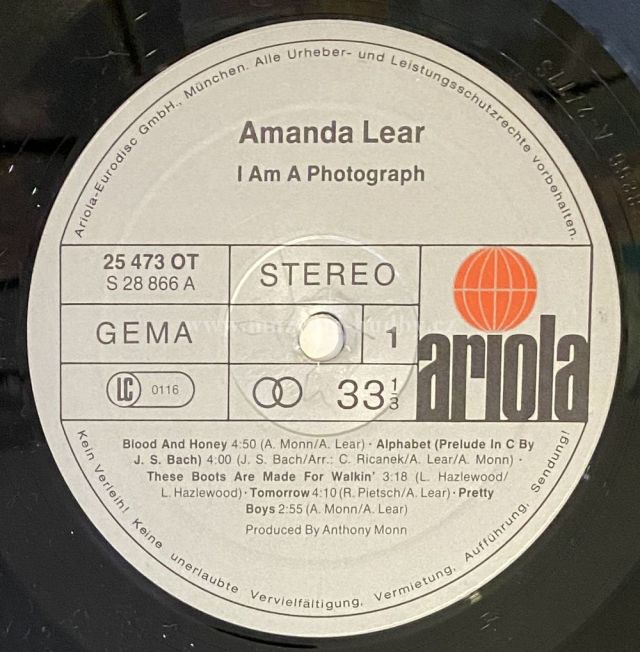 Ariola-Eurodisc GmbH., München. Alle Urheber- und Leistungsschutzrechte vorbehalten.
Amanda Lear
I Am A Photograph
25 473 OT
S 28 866 A
STEREO
GEMA
1
LC 0116
33 1/3
ariola
Blood And Honey 4:50 (A. Monn/A. Lear) · Alphabet (Prelude In C By
J. S. Bach) 4:00 (J. S. Bach/Arr.: C. Ricanek/A. Lear/A. Monn) ·
These Boots Are Made For Walkin' 3:18 (L. Hazlewood/
L. Hazlewood) · Tomorrow 4:10 (R. Pietsch/A. Lear) · Pretty
Boys 2:55 (A. Monn/A. Lear)
Produced By Anthony Monn
Kein Verleih! Keine unerlaubte Vervielfältigung, Vermietung, Aufführung, Sendung!